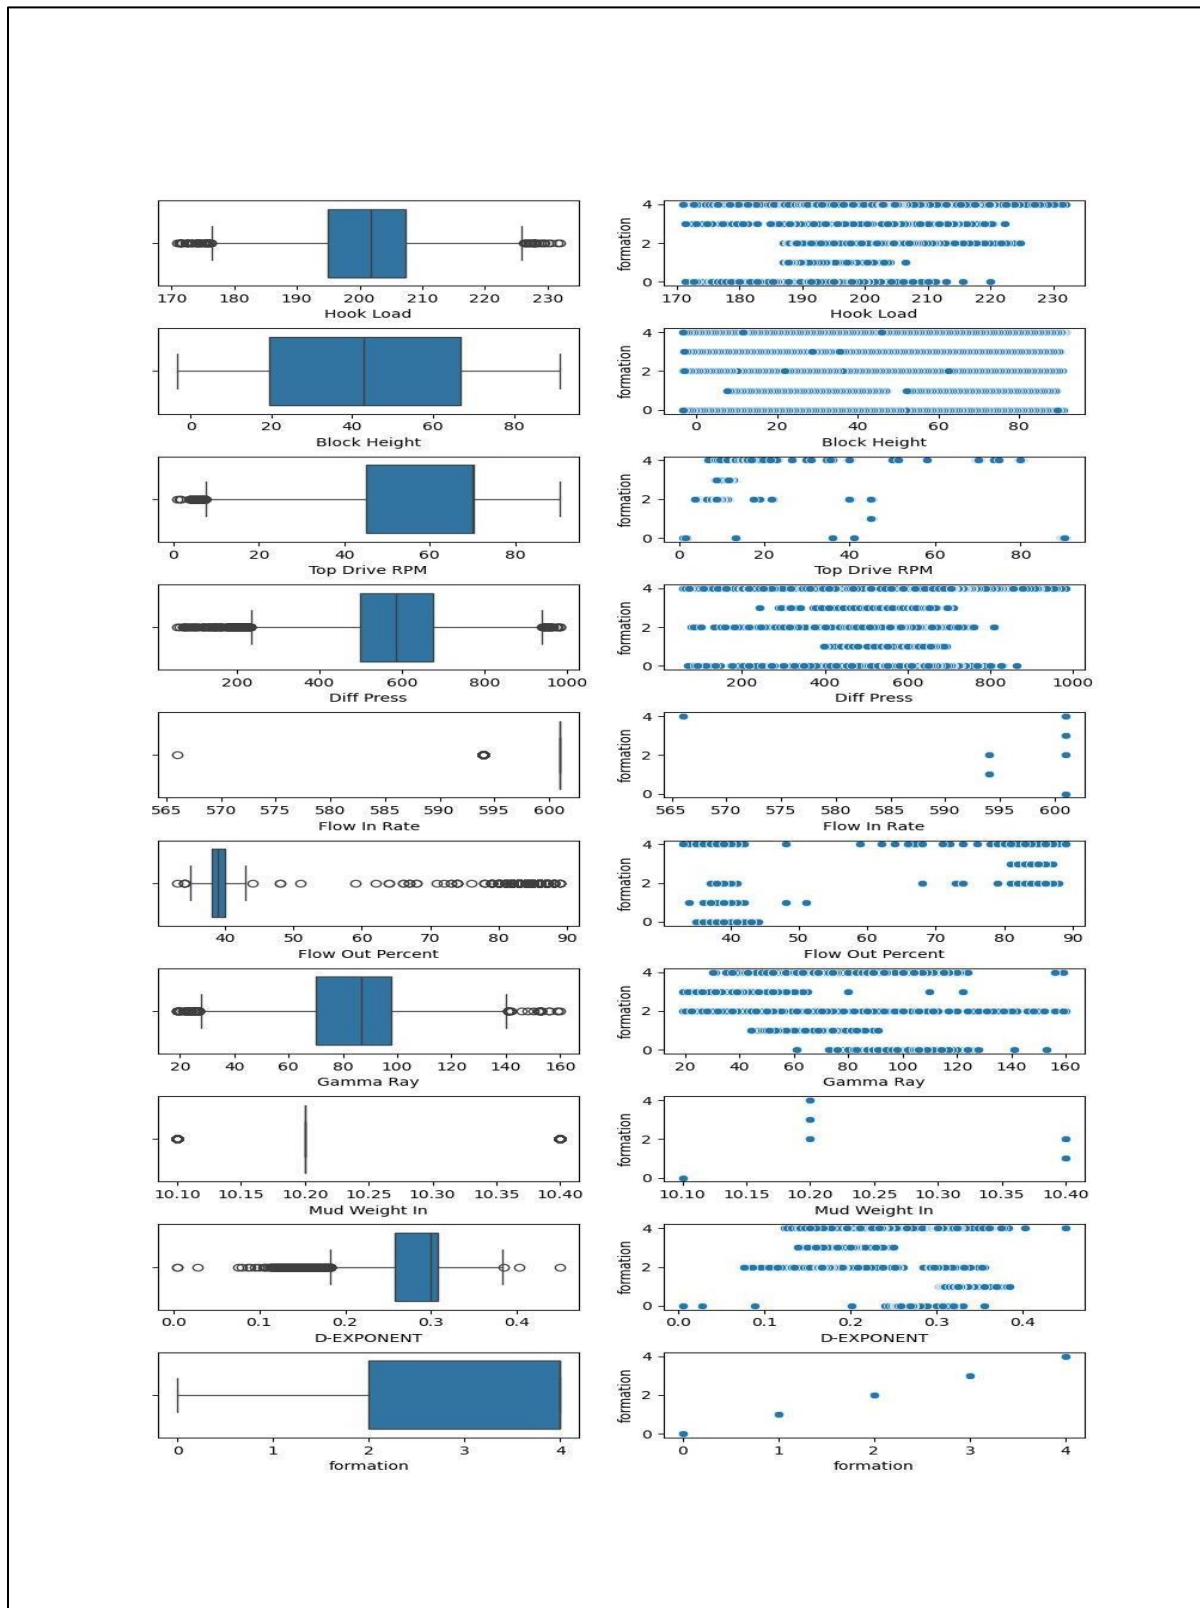 170 180 190 200 210 220 230
Hook Load
formation
4
2
0
170 180 190 200 210 220 230
Hook Load
0 20 40 60 80
Block Height
formation
4
2
0
0 20 40 60 80
Block Height
0 20 40 60 80
Top Drive RPM
formation
4
2
0
0 20 40 60 80
Top Drive RPM
200 400 600 800 1000
Diff Press
formation
4
2
0
200 400 600 800 1000
Diff Press
565 570 575 580 585 590 595 600
Flow In Rate
formation
4
2
0
565 570 575 580 585 590 595 600
Flow In Rate
40 50 60 70 80 90
Flow Out Percent
formation
4
2
0
40 50 60 70 80 90
Flow Out Percent
20 40 60 80 100 120 140 160
Gamma Ray
formation
4
2
0
20 40 60 80 100 120 140 160
Gamma Ray
10.10 10.15 10.20 10.25 10.30 10.35 10.40
Mud Weight In
formation
4
2
0
10.10 10.15 10.20 10.25 10.30 10.35 10.40
Mud Weight In
0.0 0.1 0.2 0.3 0.4
D-EXPONENT
formation
4
2
0
0.0 0.1 0.2 0.3 0.4
D-EXPONENT
0 1 2 3 4
formation
formation
4
2
0
0 1 2 3 4
formation